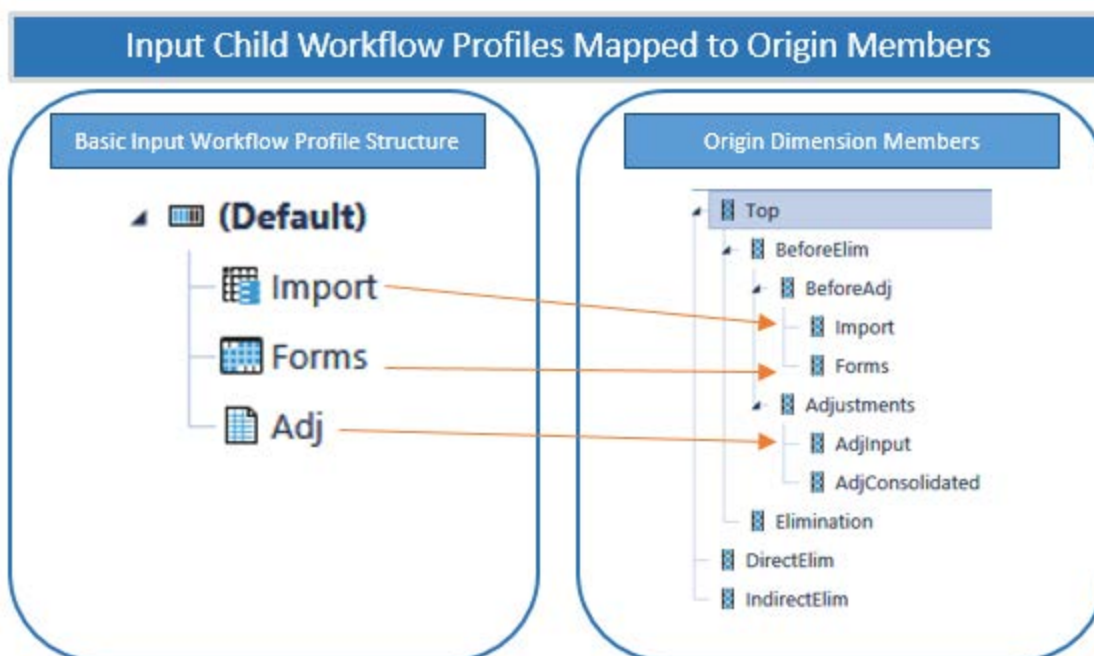 Input Child Workflow Profiles Mapped to Origin Members
Basic Input Workflow Profile Structure
(Default)
Import
Forms
Adj
Origin Dimension Members
Top
BeforeElim
BeforeAdj
Import
Forms
Adjustments
AdjInput
AdjConsolidated
Elimination
DirectElim
IndirectElim